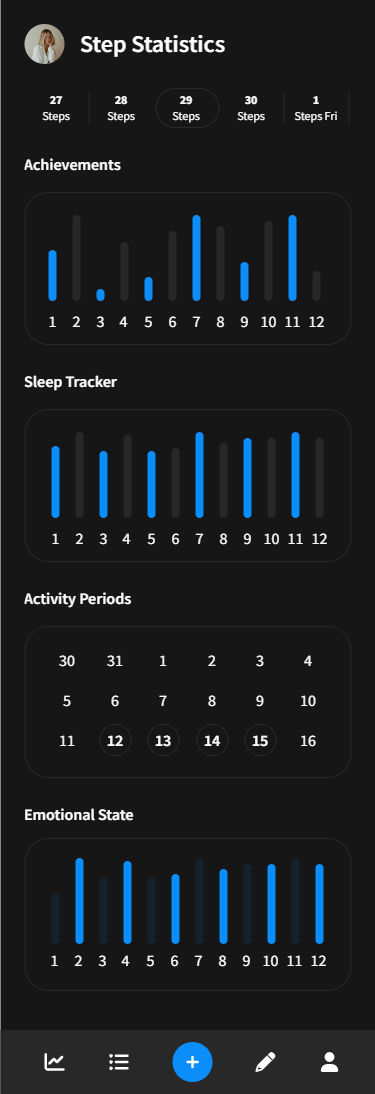 Step Statistics
27 28 29 30 1
Steps Steps Steps Steps Steps Fri
Achievements
1 2 3 4 5 6 7 8 9 10 11 12
Sleep Tracker
1 2 3 4 5 6 7 8 9 10 11 12
Activity Periods
30 31 1 2 3 4
5 6 7 8 9 10
11 12 13 14 15 16
Emotional State
1 2 3 4 5 6 7 8 9 10 11 12